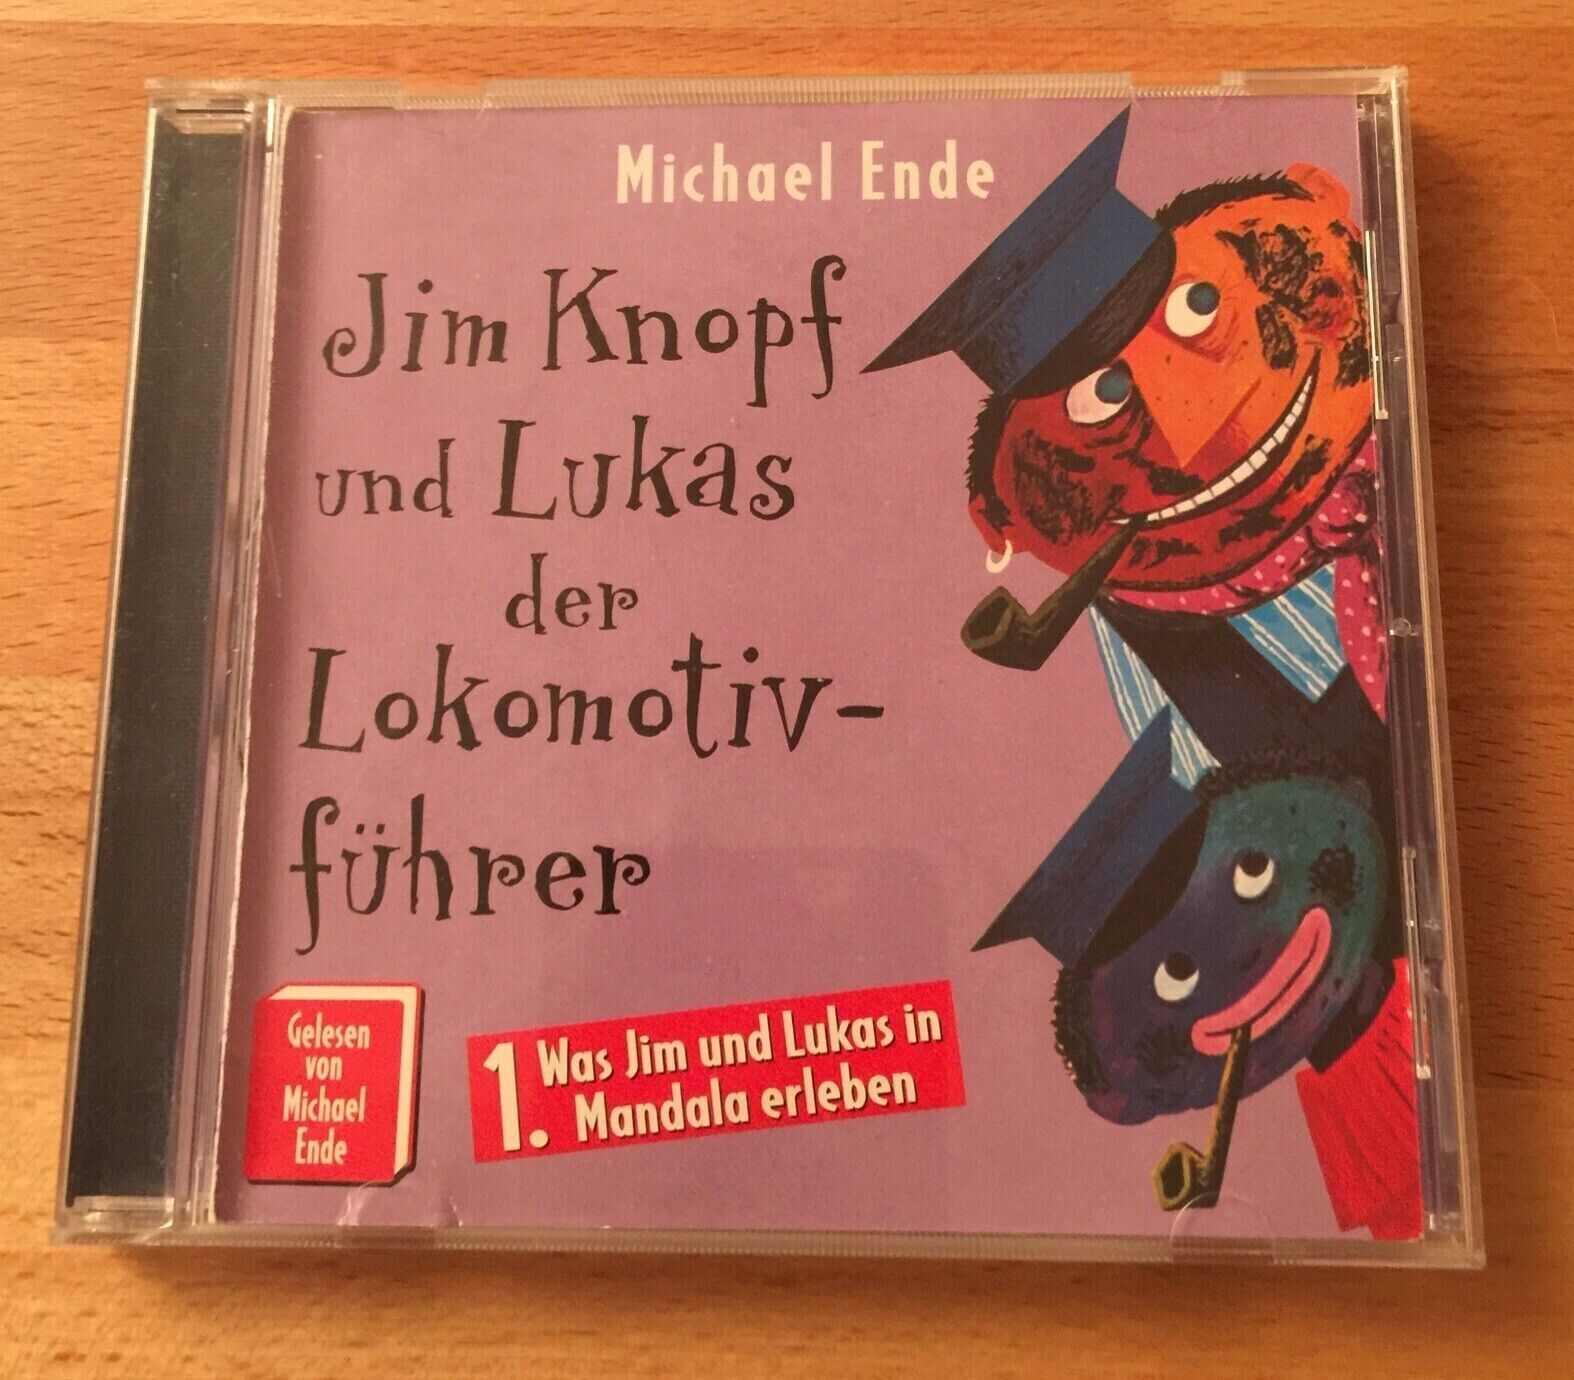 Michael Ende
Jim Knopf
und Lukas
der
Lokomotiv-
führer
Gelesen
von
Michael
Ende
1. Was Jim und Lukas in
Mandala erleben